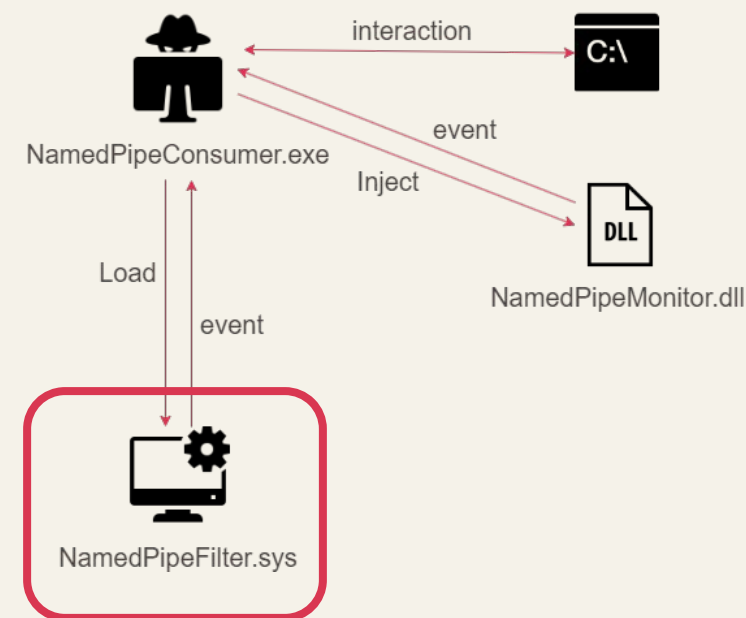 interaction
C:\
NamedPipeConsumer.exe
event
Inject
DLL
NamedPipeMonitor.dll
Load
event
NamedPipeFilter.sys